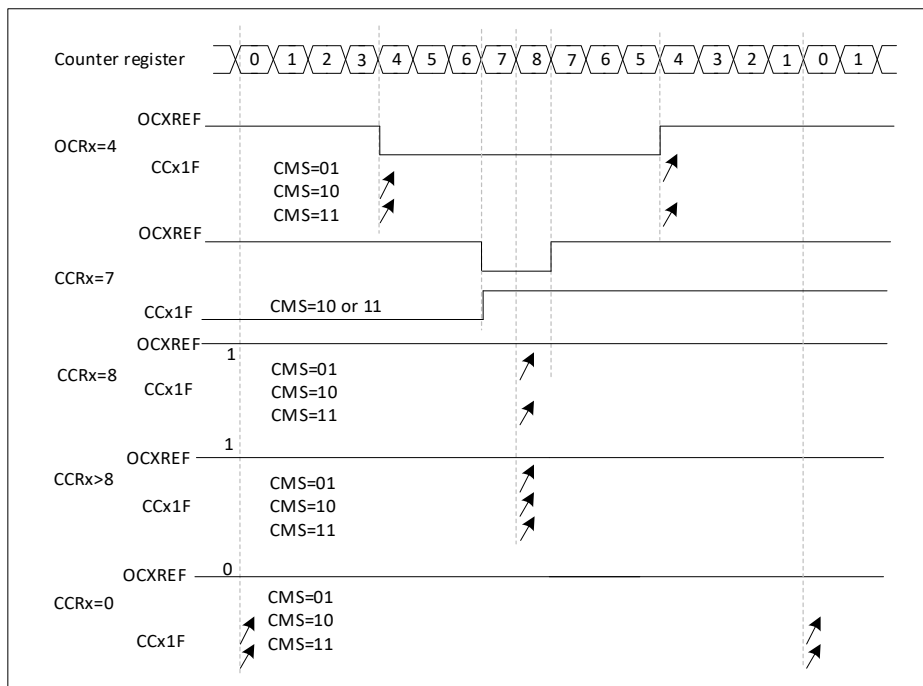 Counter register 0 1 2 3 4 5 6 7 8 7 6 5 4 3 2 1 0 1
OCXREF
OCRx=4
CCx1F
CMS=01
CMS=10
CMS=11
OCXREF
CCRx=7
CCx1F
CMS=10 or 11
OCXREF
1
CCRx=8
CCx1F
CMS=01
CMS=10
CMS=11
1
OCXREF
CCRx>8
CCx1F
CMS=01
CMS=10
CMS=11
OCXREF
0
CCRx=0
CCx1F
CMS=01
CMS=10
CMS=11